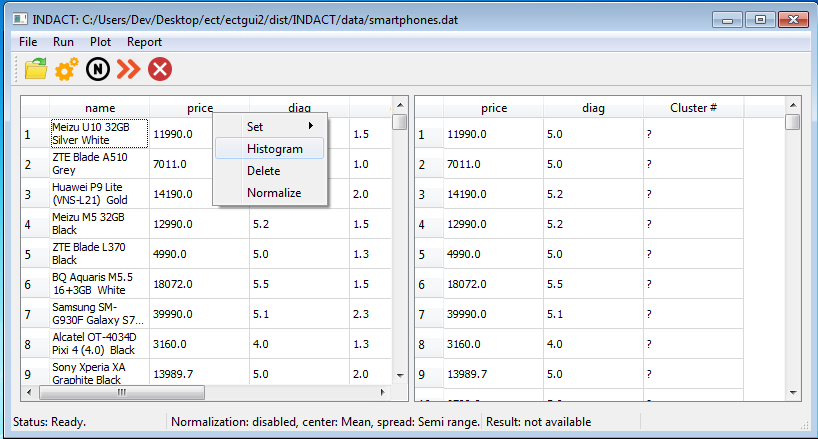 INDACT: C:/Users/Dev/Desktop/ect/ectgui2/dist/INDACT/data/smartphones.dat
File Run Plot Report
N
name price diag
1 Meizu U10 32GB Silver White 11990.0 1.5
2 ZTE Blade A510 Grey 7011.0 1.0
3 Huawei P9 Lite (VNS-L21) Gold 14190.0 2.0
4 Meizu M5 32GB Black 12990.0 5.2 1.5
5 ZTE Blade L370 Black 4990.0 5.0 1.3
6 BQ Aquaris M5.5 16+3GB White 18072.0 5.5 1.5
7 Samsung SM-G930F Galaxy S7... 39990.0 5.1 2.3
8 Alcatel OT-4034D Pixi 4 (4.0) Black 3160.0 4.0 1.3
9 Sony Xperia XA Graphite Black 13989.7 5.0 2.0
Set
Histogram
Delete
Normalize
price diag Cluster #
1 11990.0 5.0 ?
2 7011.0 5.0 ?
3 14190.0 5.2 ?
4 12990.0 5.2 ?
5 4990.0 5.0 ?
6 18072.0 5.5 ?
7 39990.0 5.1 ?
8 3160.0 4.0 ?
9 13989.7 5.0 ?
Status: Ready. Normalization: disabled, center: Mean, spread: Semi range. Result: not available